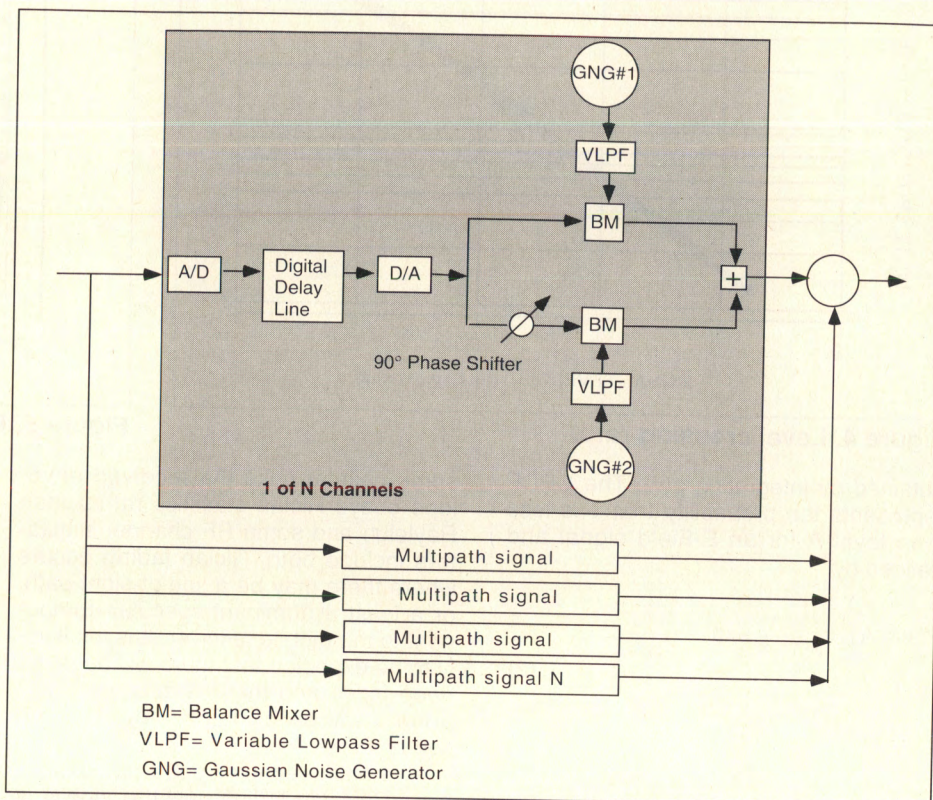 GNG#1
VLPF
BM
A/D
Digital
Delay
Line
D/A
+
BM
90° Phase Shifter
VLPF
GNG#2
1 of N Channels
Multipath signal
Multipath signal
Multipath signal
Multipath signal N
BM= Balance Mixer
VLPF= Variable Lowpass Filter
GNG= Gaussian Noise Generator